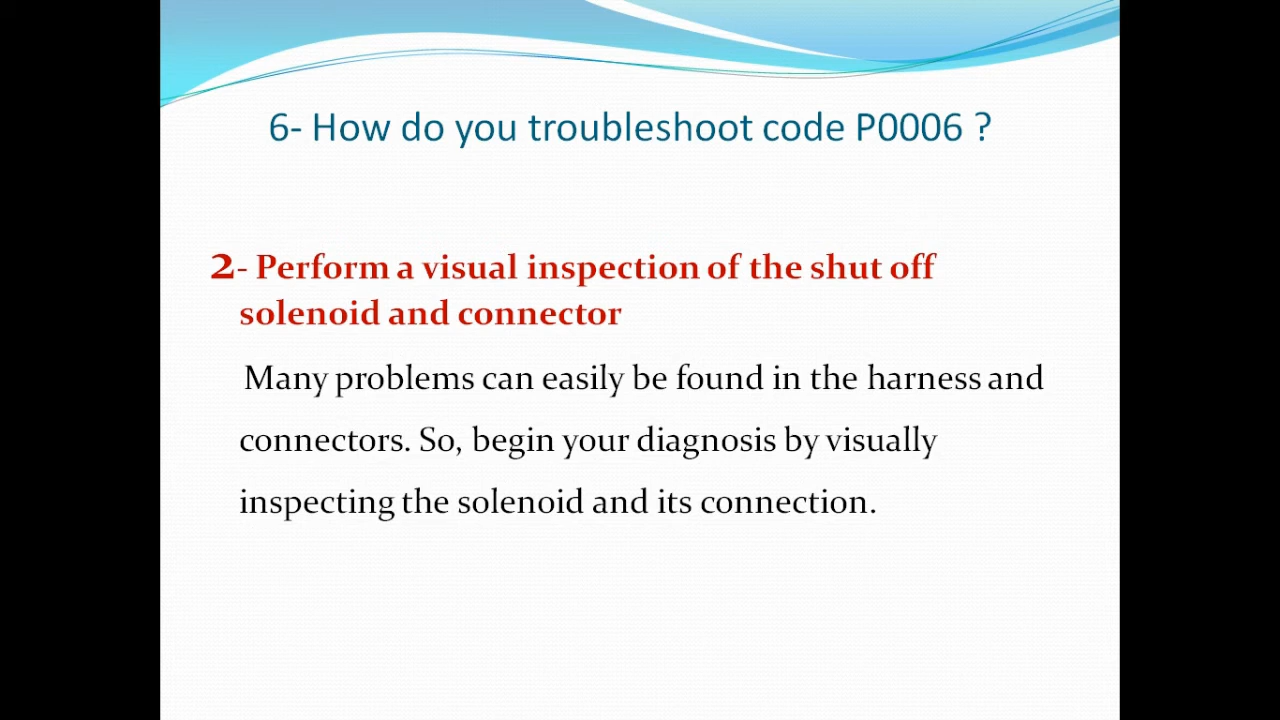 6- How do you troubleshoot code P0006 ?
2- Perform a visual inspection of the shut off
solenoid and connector
Many problems can easily be found in the harness and
connectors. So, begin your diagnosis by visually
inspecting the solenoid and its connection.